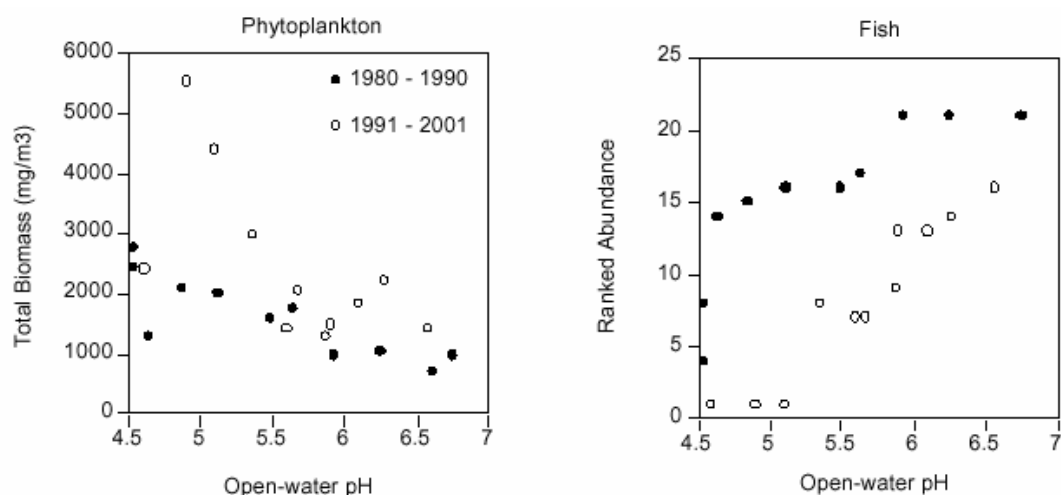 Phytoplankton
6000
5000
4000
3000
2000
1000
0
4.5 5 5.5 6 6.5 7
Total Biomass (mg/m3)
Open-water pH
1980 - 1990
1991 - 2001
Fish
25
20
15
10
5
0
4.5 5 5.5 6 6.5 7
Ranked Abundance
Open-water pH